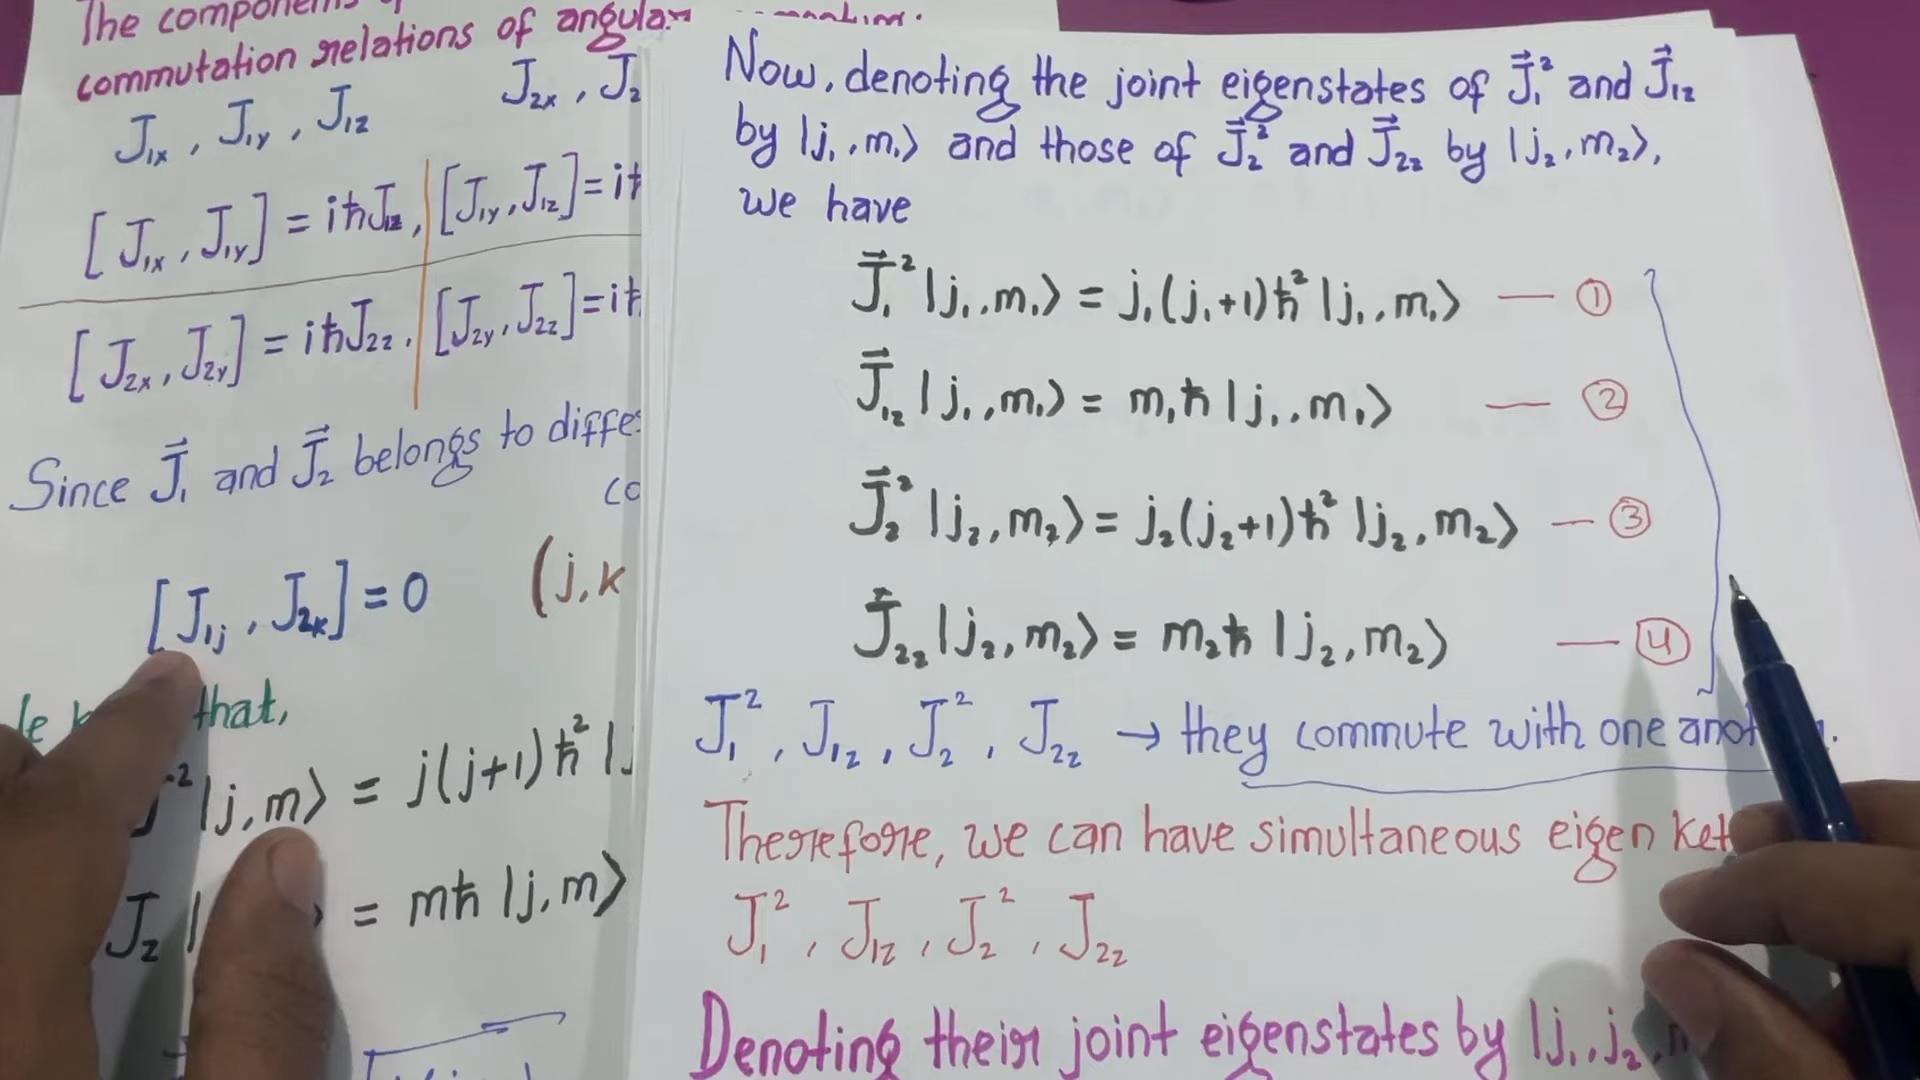 The components
commutation relations of angular
J₁ₓ , J₁ᵧ , J₁z J₂ₓ , J₂
[J₁ₓ , J₁ᵧ] = iħJ₁z , [J₁ᵧ , J₁z] = iħ
[J₂ₓ , J₂ᵧ] = iħJ₂z . [J₂ᵧ , J₂z] = iħ
Since J⃗₁ and J⃗₂ belongs to
[J₁ⱼ , J₂ₖ] = 0 (j,k
that,
J²|j,m⟩ = j(j+1)ħ² |j
J_z | ⟩ = mħ |j,m⟩
Now, denoting the joint eigenstates of J⃗₁² and J⃗₁z
by |j₁,m₁⟩ and those of J⃗₂² and J⃗₂z by |j₂,m₂⟩,
we have
J⃗₁² |j₁,m₁⟩ = j₁(j₁+1)ħ² |j₁,m₁⟩ — ①
J⃗₁z |j₁,m₁⟩ = m₁ħ |j₁,m₁⟩ — ②
J⃗₂² |j₂,m₂⟩ = j₂(j₂+1)ħ² |j₂,m₂⟩ — ③
J⃗₂z |j₂,m₂⟩ = m₂ħ |j₂,m₂⟩ — ④
J₁² , J₁z , J₂² , J₂z → they commute with one
Therefore, we can have simultaneous eigen ket
J₁² , J₁z , J₂² , J₂z
Denoting their joint eigenstates by |j₁,j₂,